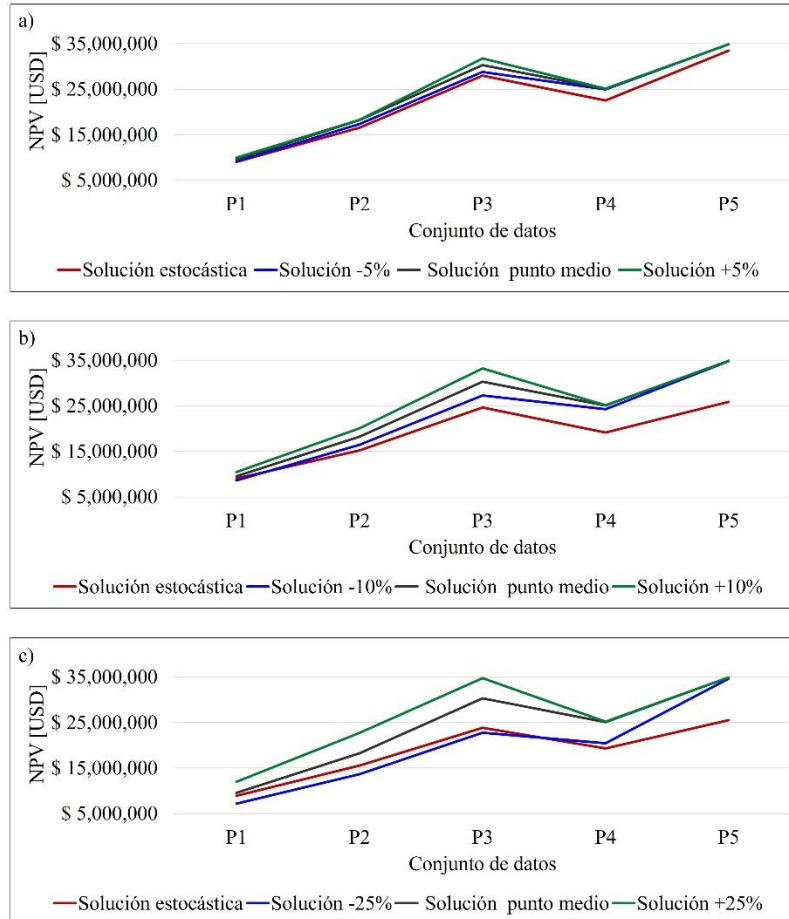 a)
NPV [USD]
$ 35,000,000
$ 25,000,000
$ 15,000,000
$ 5,000,000
P1 P2 P3 P4 P5
Conjunto de datos
Solución estocástica Solución -5% Solución punto medio Solución +5%
b)
NPV [USD]
$ 35,000,000
$ 25,000,000
$ 15,000,000
$ 5,000,000
P1 P2 P3 P4 P5
Conjunto de datos
Solución estocástica Solución -10% Solución punto medio Solución +10%
c)
NPV [USD]
$ 35,000,000
$ 25,000,000
$ 15,000,000
$ 5,000,000
P1 P2 P3 P4 P5
Conjunto de datos
Solución estocástica Solución -25% Solución punto medio Solución +25%